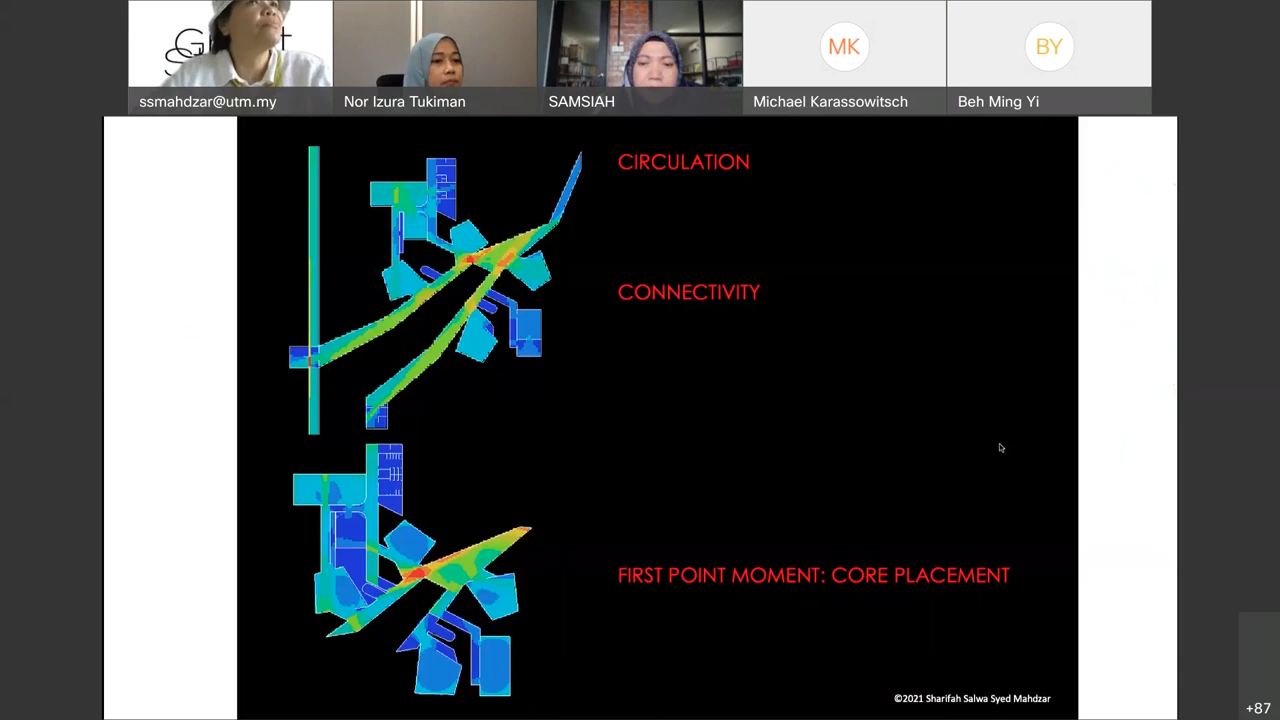 ssmahdzar@utm.my
Nor Izura Tukiman
SAMSIAH
MK
Michael Karassowitsch
BY
Beh Ming Yi
CIRCULATION
CONNECTIVITY
FIRST POINT MOMENT: CORE PLACEMENT
©2021 Sharifah Salwa Syed Mahdzar
+87